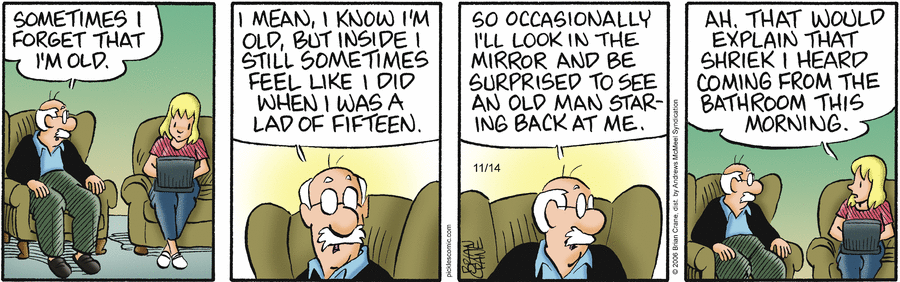 SOMETIMES I
FORGET THAT
I'M OLD.
I MEAN, I KNOW I'M
OLD, BUT INSIDE I
STILL SOMETIMES
FEEL LIKE I DID
WHEN I WAS A
LAD OF FIFTEEN.
picklescomic.com
SO OCCASIONALLY
I'LL LOOK IN THE
MIRROR AND BE
SURPRISED TO SEE
AN OLD MAN STAR-
ING BACK AT ME.
11/14
BRIAN
CRANE
© 2006 Brian Crane, dist. by Andrews McMeel Syndication
AH. THAT WOULD
EXPLAIN THAT
SHRIEK I HEARD
COMING FROM THE
BATHROOM THIS
MORNING.